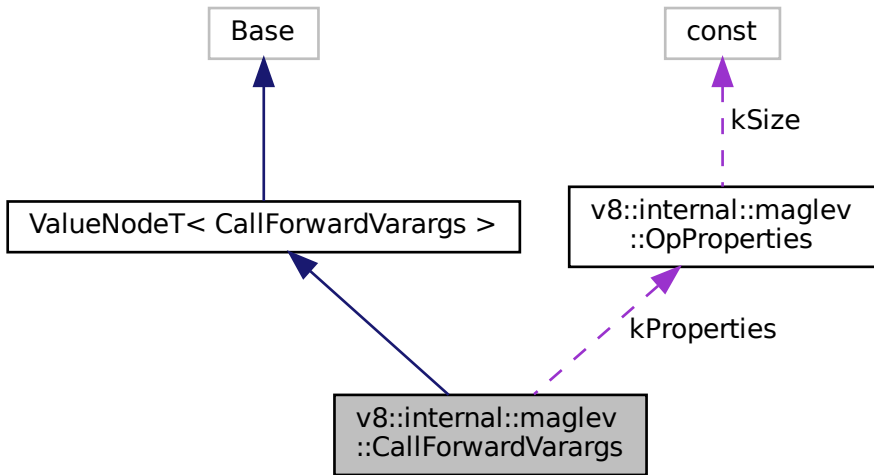 Base
const
kSize
ValueNodeT< CallForwardVarargs >
v8::internal::maglev
::OpProperties
kProperties
v8::internal::maglev
::CallForwardVarargs